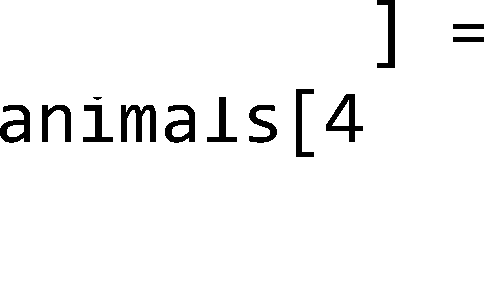 ] =
animals[4